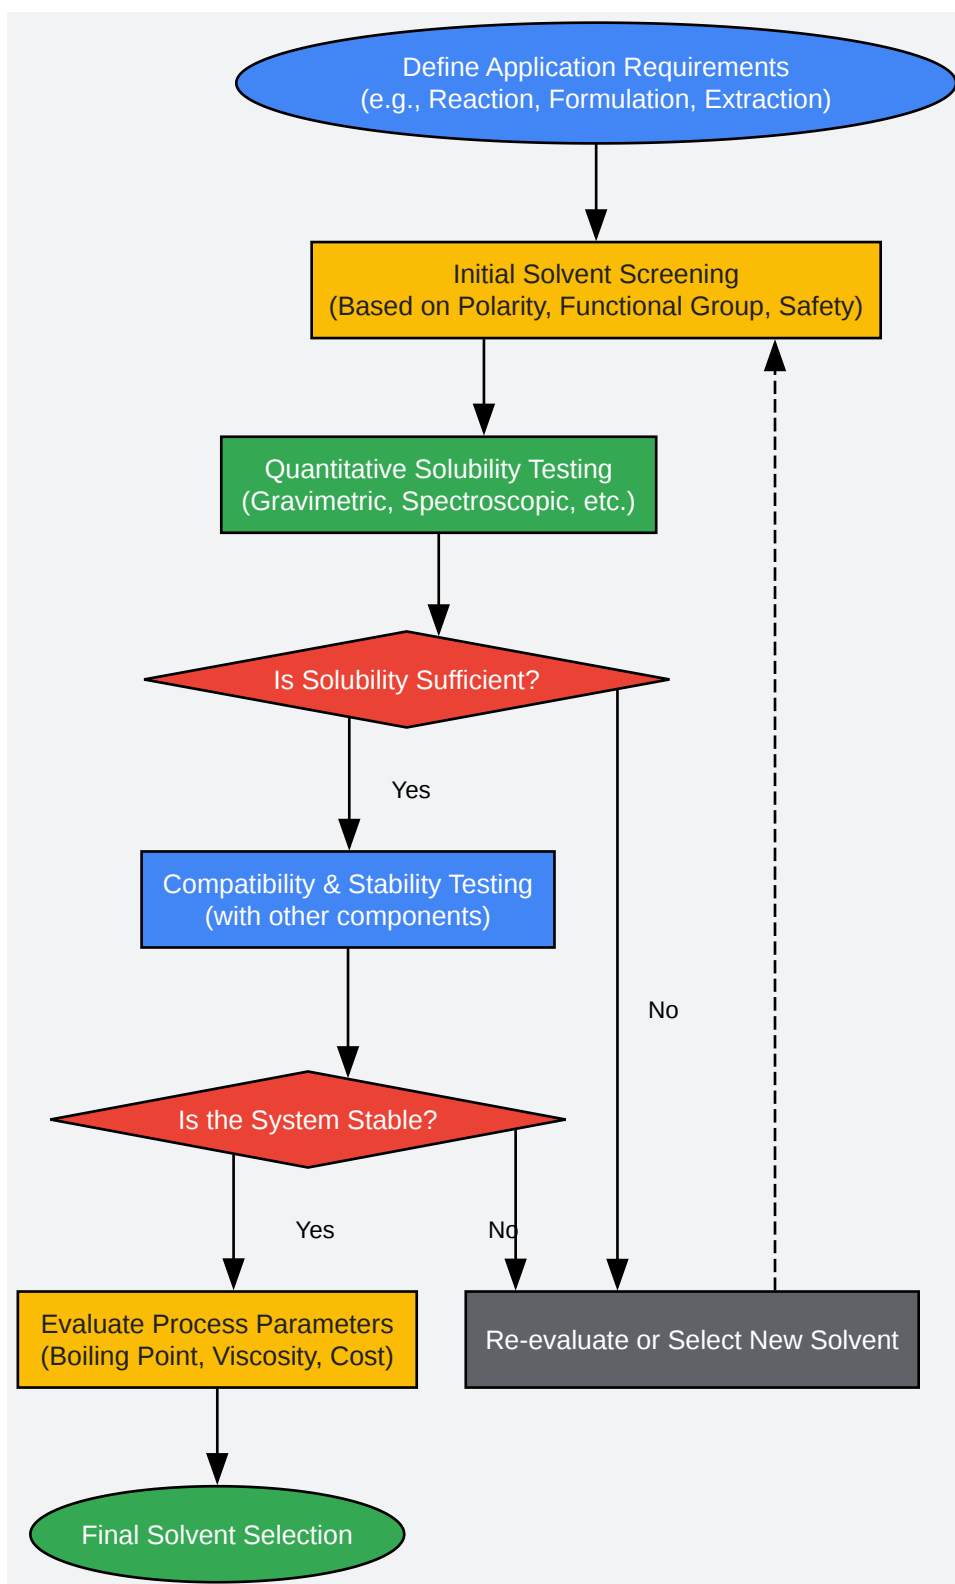 Define Application Requirements
(e.g., Reaction, Formulation, Extraction)
Initial Solvent Screening
(Based on Polarity, Functional Group, Safety)
Quantitative Solubility Testing
(Gravimetric, Spectroscopic, etc.)
Is Solubility Sufficient?
Yes
Compatibility & Stability Testing
(with other components)
No
Is the System Stable?
Yes
No
Evaluate Process Parameters
(Boiling Point, Viscosity, Cost)
Re-evaluate or Select New Solvent
Final Solvent Selection